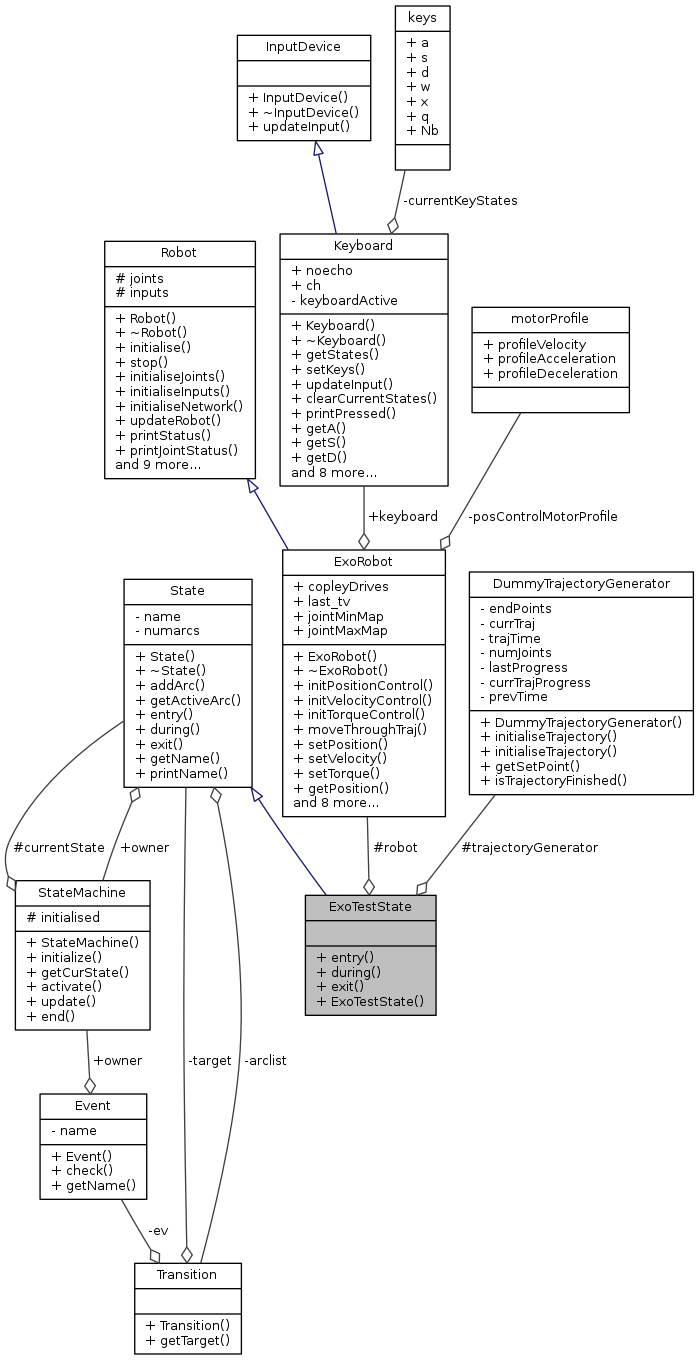 keys
+ a
+ s
+ d
+ w
+ x
+ q
+ Nb
InputDevice
+ InputDevice()
+ ~InputDevice()
+ updateInput()
-currentKeyStates
Robot
# joints
# inputs
+ Robot()
+ ~Robot()
+ initialise()
+ stop()
+ initialiseJoints()
+ initialiseInputs()
+ initialiseNetwork()
+ updateRobot()
+ printStatus()
+ printJointStatus()
and 9 more...
Keyboard
+ noecho
+ ch
- keyboardActive
+ Keyboard()
+ ~Keyboard()
+ getStates()
+ setKeys()
+ updateInput()
+ clearCurrentStates()
+ printPressed()
+ getA()
+ getS()
+ getD()
and 8 more...
motorProfile
+ profileVelocity
+ profileAcceleration
+ profileDeceleration
+keyboard
-posControlMotorProfile
State
- name
- numarcs
+ State()
+ ~State()
+ addArc()
+ getActiveArc()
+ entry()
+ during()
+ exit()
+ getName()
+ printName()
ExoRobot
+ copleyDrives
+ last_tv
+ jointMinMap
+ jointMaxMap
+ ExoRobot()
+ ~ExoRobot()
+ initPositionControl()
+ initVelocityControl()
+ initTorqueControl()
+ moveThroughTraj()
+ setPosition()
+ setVelocity()
+ setTorque()
+ getPosition()
and 8 more...
DummyTrajectoryGenerator
- endPoints
- currTraj
- trajTime
- numJoints
- lastProgress
- currTrajProgress
- prevTime
+ DummyTrajectoryGenerator()
+ initialiseTrajectory()
+ initialiseTrajectory()
+ getSetPoint()
+ isTrajectoryFinished()
#currentState
+owner
#robot
#trajectoryGenerator
StateMachine
# initialised
+ StateMachine()
+ initialize()
+ getCurState()
+ activate()
+ update()
+ end()
ExoTestState
+ entry()
+ during()
+ exit()
+ ExoTestState()
+owner
-target
-arclist
Event
- name
+ Event()
+ check()
+ getName()
-ev
Transition
+ Transition()
+ getTarget()